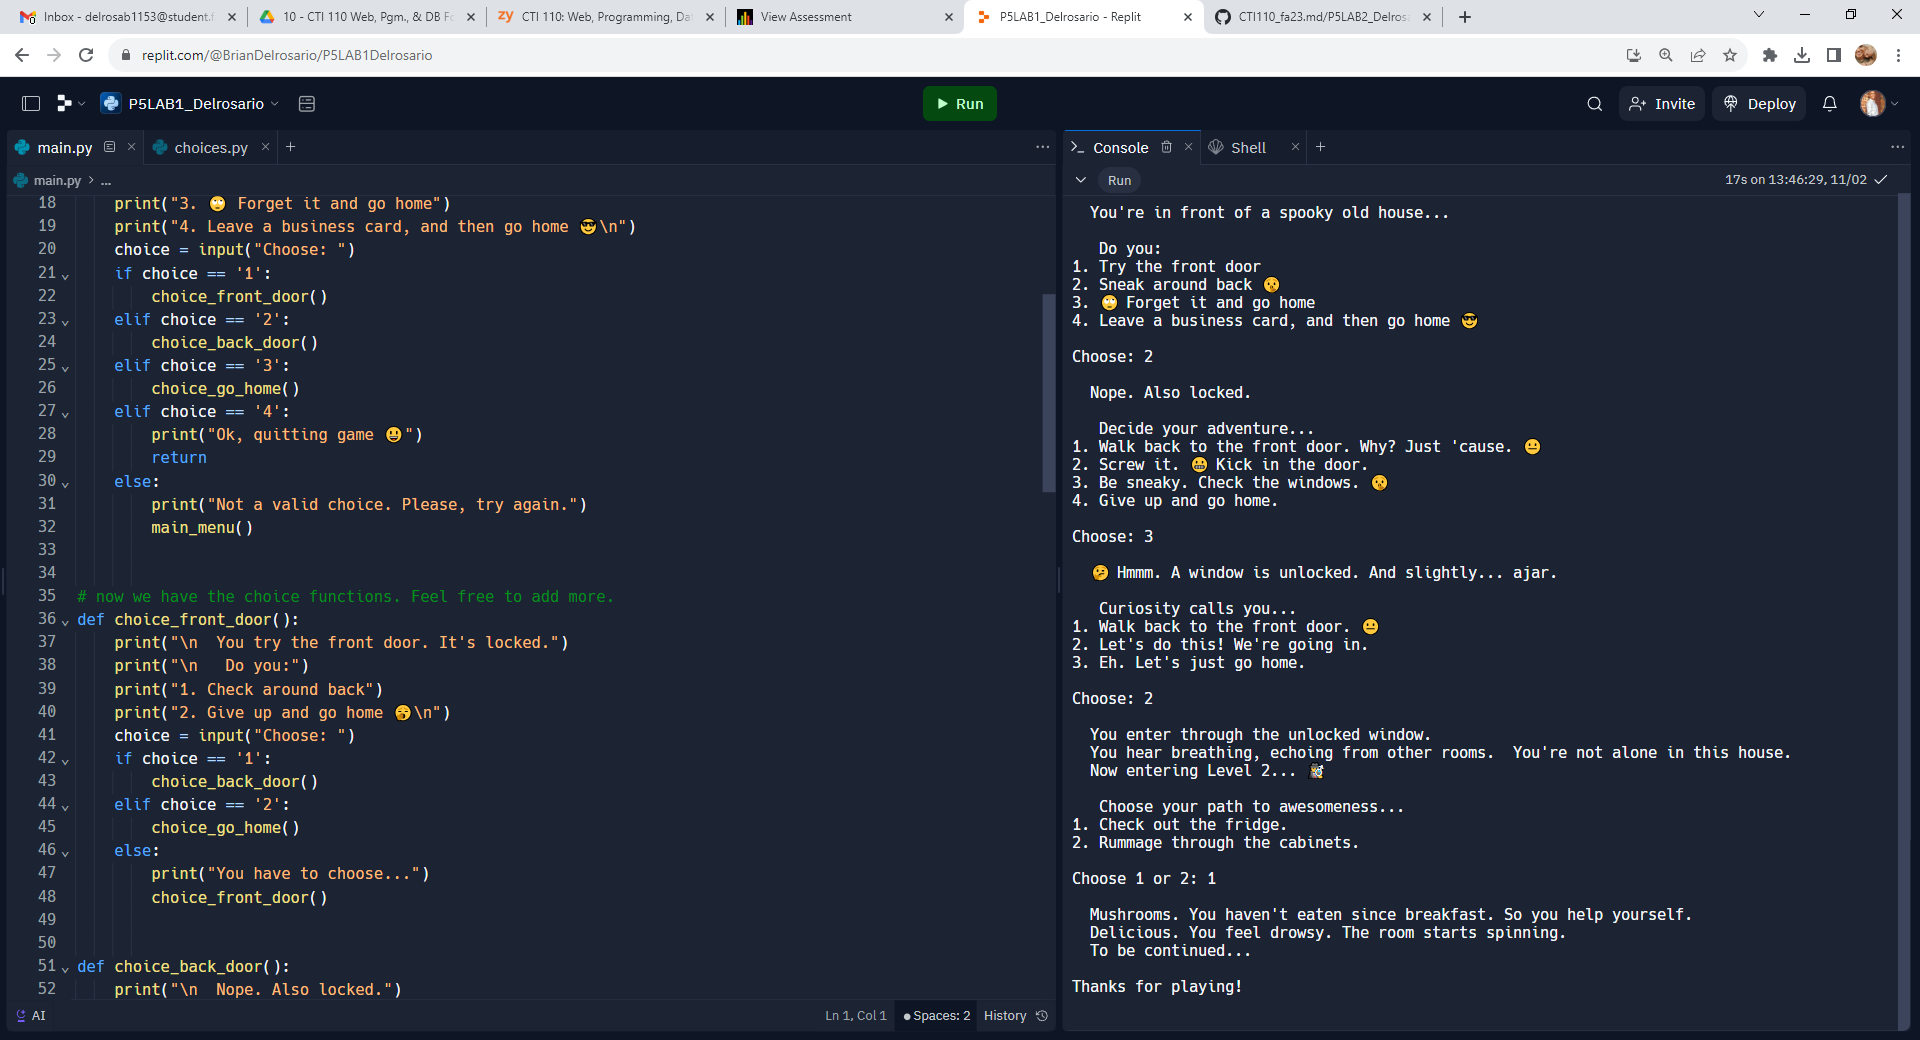 Inbox - delrosab1153@student.f
10 - CTI 110 Web, Pgm., & DB Fo
zy CTI 110: Web, Programming, Dat
View Assessment
P5LAB1_Delrosario - Replit
CTI110_fa23.md/P5LAB2_Delrosa
replit.com/@BrianDelrosario/P5LAB1Delrosario
P5LAB1_Delrosario
Run
Invite
Deploy
main.py
choices.py
Console
Shell
main.py > ...
Run
17s on 13:46:29, 11/02
18 print("3. 🙄 Forget it and go home")
19 print("4. Leave a business card, and then go home 😎\n")
20 choice = input("Choose: ")
21 if choice == '1':
22 choice_front_door()
23 elif choice == '2':
24 choice_back_door()
25 elif choice == '3':
26 choice_go_home()
27 elif choice == '4':
28 print("Ok, quitting game 😀")
29 return
30 else:
31 print("Not a valid choice. Please, try again.")
32 main_menu()
33
34
35 # now we have the choice functions. Feel free to add more.
36 def choice_front_door():
37 print("\n  You try the front door. It's locked.")
38 print("\n   Do you:")
39 print("1. Check around back")
40 print("2. Give up and go home 🥱\n")
41 choice = input("Choose: ")
42 if choice == '1':
43 choice_back_door()
44 elif choice == '2':
45 choice_go_home()
46 else:
47 print("You have to choose...")
48 choice_front_door()
49
50
51 def choice_back_door():
52 print("\n  Nope. Also locked.")
AI
Ln 1, Col 1
Spaces: 2
History
You're in front of a spooky old house...
Do you:
1. Try the front door
2. Sneak around back 🤫
3. 🙄 Forget it and go home
4. Leave a business card, and then go home 😎
Choose: 2
Nope. Also locked.
Decide your adventure...
1. Walk back to the front door. Why? Just 'cause. 😐
2. Screw it. 😬 Kick in the door.
3. Be sneaky. Check the windows. 🤫
4. Give up and go home.
Choose: 3
🤔 Hmmm. A window is unlocked. And slightly... ajar.
Curiosity calls you...
1. Walk back to the front door. 😐
2. Let's do this! We're going in.
3. Eh. Let's just go home.
Choose: 2
You enter through the unlocked window.
You hear breathing, echoing from other rooms.  You're not alone in this house.
Now entering Level 2...
Choose your path to awesomeness...
1. Check out the fridge.
2. Rummage through the cabinets.
Choose 1 or 2: 1
Mushrooms. You haven't eaten since breakfast. So you help yourself.
Delicious. You feel drowsy. The room starts spinning.
To be continued...
Thanks for playing!